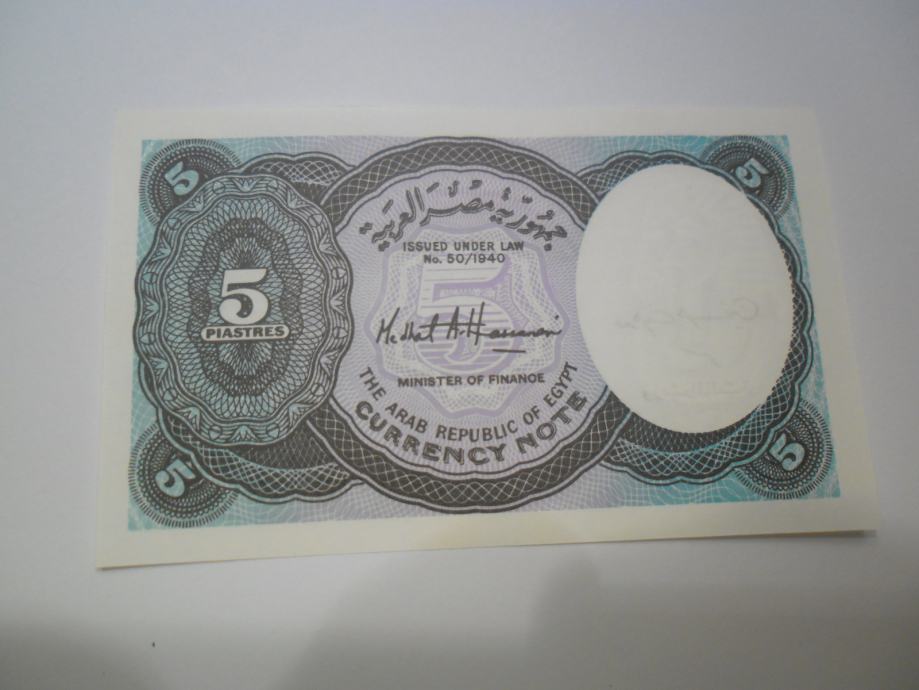 5
5
جمهورية مصر العربية
ISSUED UNDER LAW
No. 50/1940
5
5
PIASTRES
Medhat A. Hassanein
MINISTER OF FINANCE
THE ARAB REPUBLIC OF EGYPT
CURRENCY NOTE
5
5